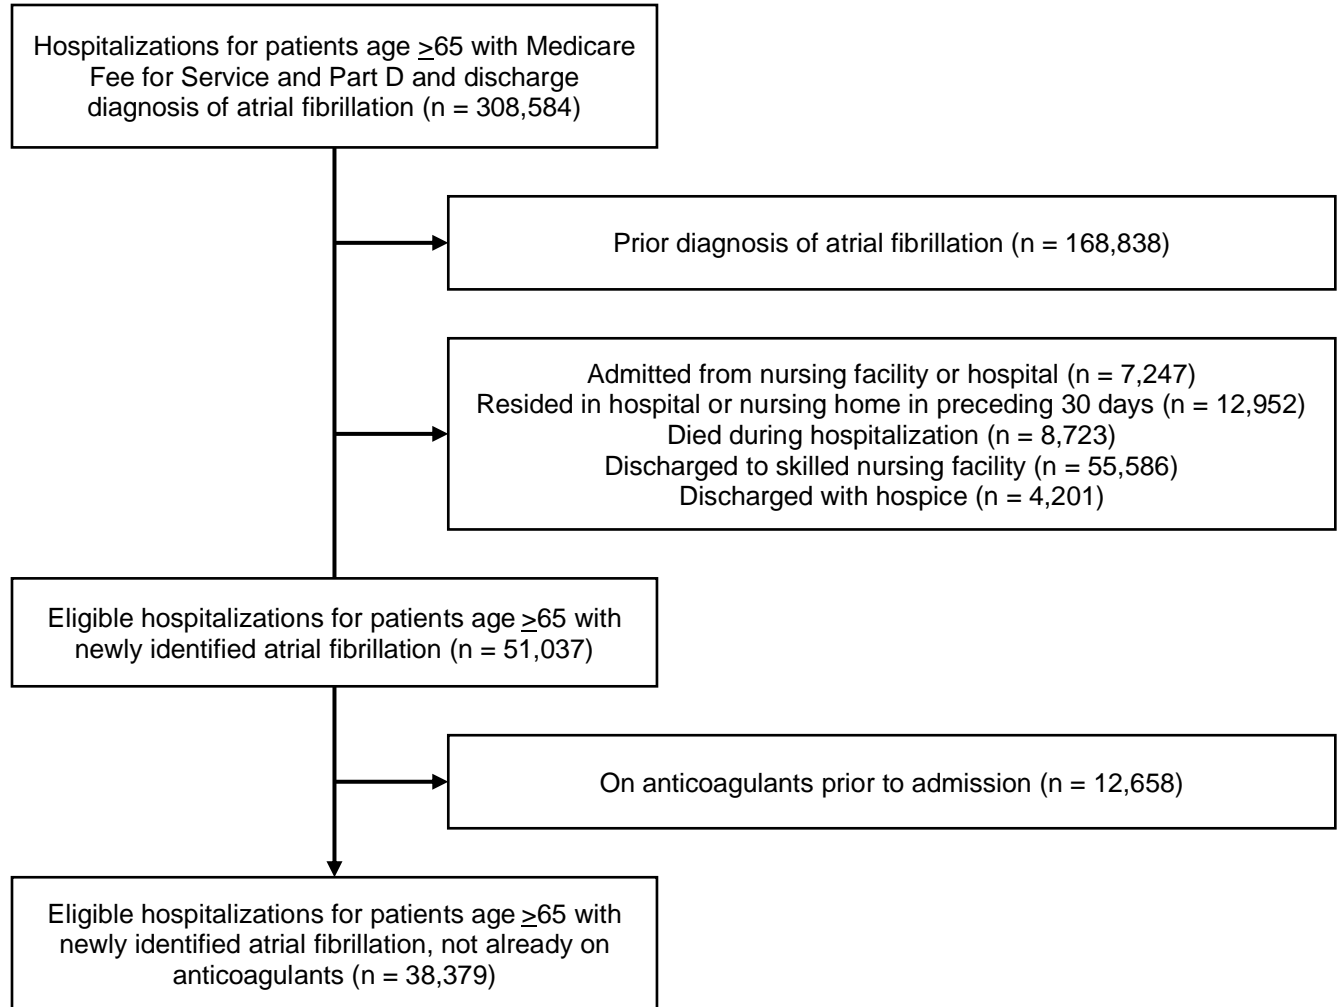 Hospitalizations for patients age ≥65 with Medicare
Fee for Service and Part D and discharge
diagnosis of atrial fibrillation (n = 308,584)
Prior diagnosis of atrial fibrillation (n = 168,838)
Admitted from nursing facility or hospital (n = 7,247)
Resided in hospital or nursing home in preceding 30 days (n = 12,952)
Died during hospitalization (n = 8,723)
Discharged to skilled nursing facility (n = 55,586)
Discharged with hospice (n = 4,201)
Eligible hospitalizations for patients age ≥65 with
newly identified atrial fibrillation (n = 51,037)
On anticoagulants prior to admission (n = 12,658)
Eligible hospitalizations for patients age ≥65 with
newly identified atrial fibrillation, not already on
anticoagulants (n = 38,379)